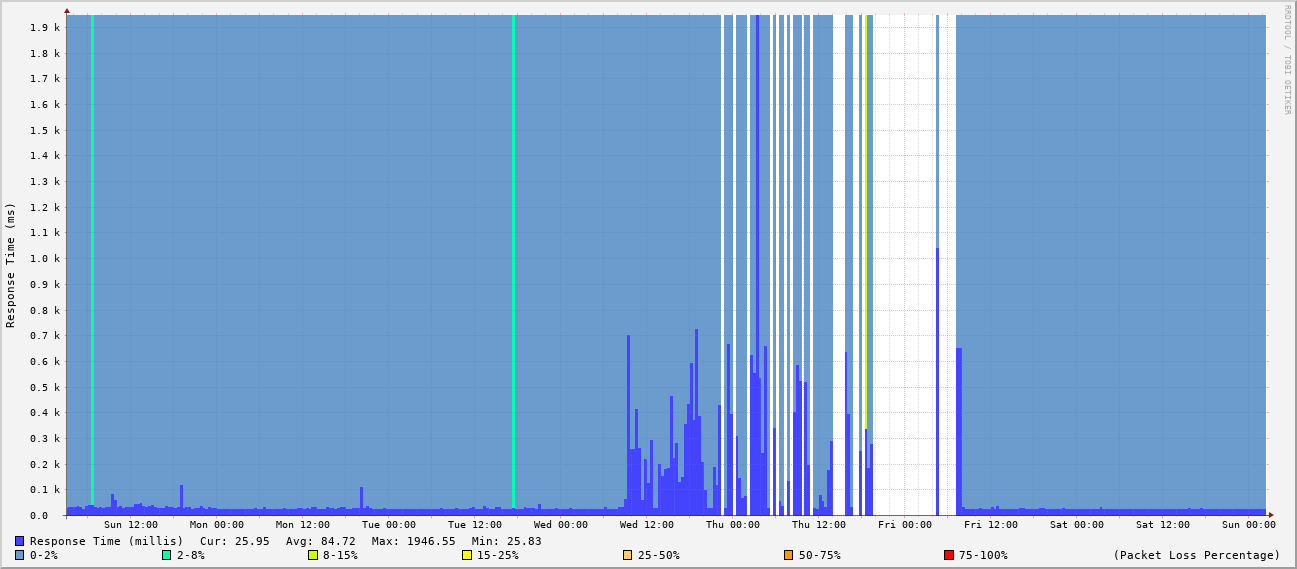 1.9 k
1.8 k
1.7 k
1.6 k
1.5 k
1.4 k
1.3 k
1.2 k
1.1 k
1.0 k
0.9 k
0.8 k
0.7 k
0.6 k
0.5 k
0.4 k
0.3 k
0.2 k
0.1 k
0.0
Response Time (ms)
RRDTOOL / TOBI OETIKER
Sun 12:00 Mon 00:00 Mon 12:00 Tue 00:00 Tue 12:00 Wed 00:00 Wed 12:00 Thu 00:00 Thu 12:00 Fri 00:00 Fri 12:00 Sat 00:00 Sat 12:00 Sun 00:00
Response Time (millis) Cur: 25.95 Avg: 84.72 Max: 1946.55 Min: 25.83
0-2% 2-8% 8-15% 15-25% 25-50% 50-75% 75-100% (Packet Loss Percentage)